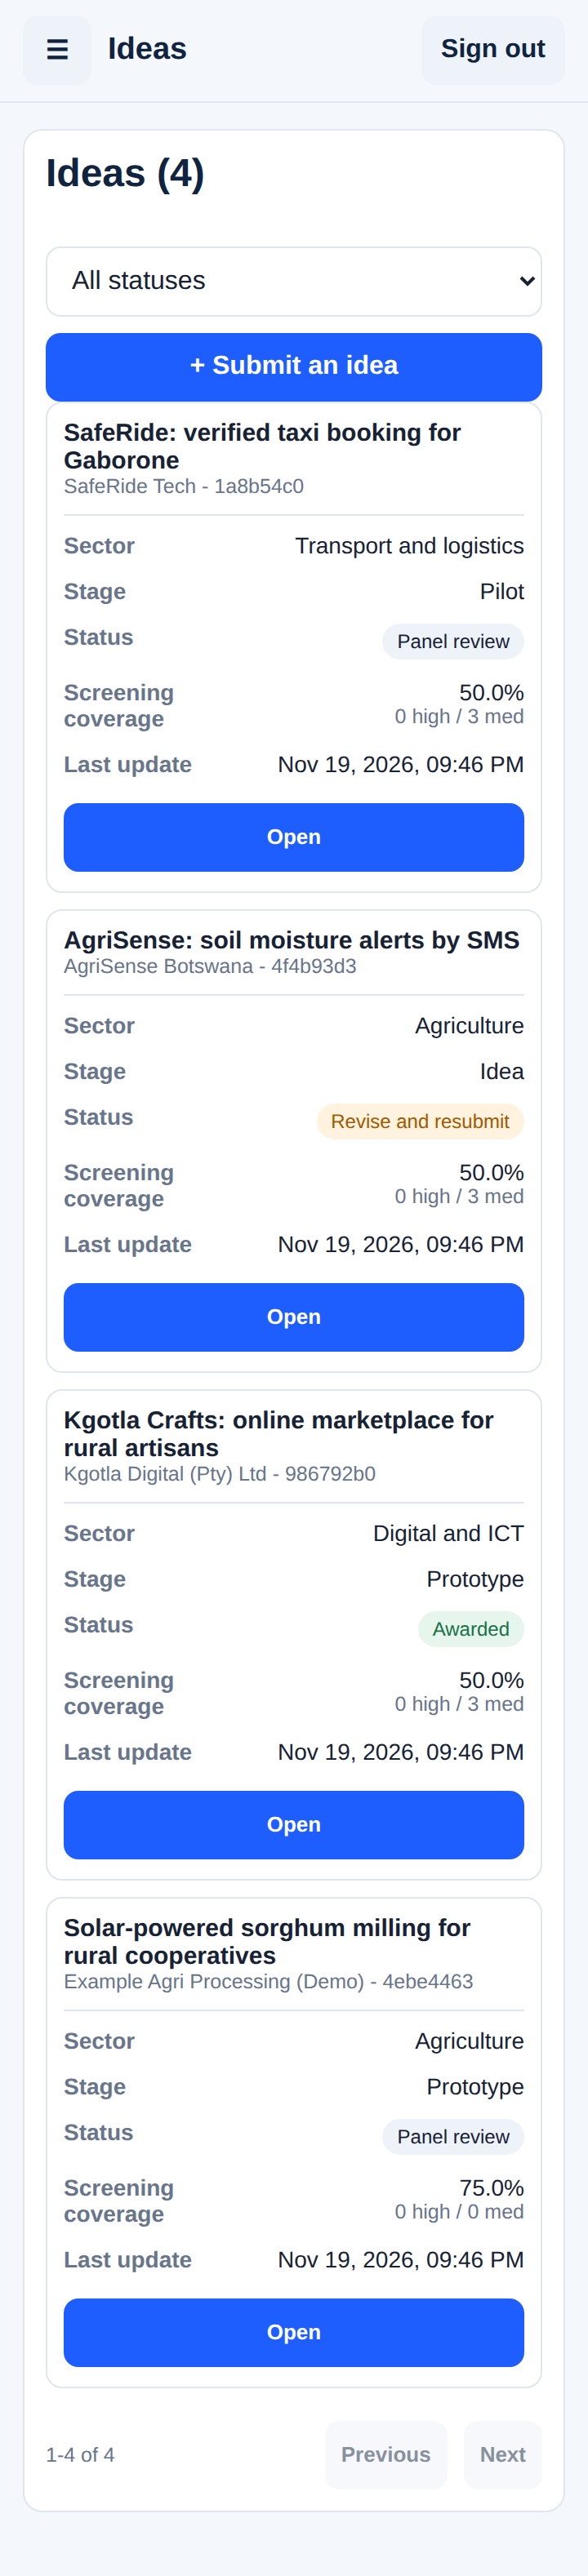 ☰ Ideas Sign out
Ideas (4)
All statuses
+ Submit an idea
SafeRide: verified taxi booking for
Gaborone
SafeRide Tech - 1a8b54c0
Sector Transport and logistics
Stage Pilot
Status Panel review
Screening 50.0%
coverage 0 high / 3 med
Last update Nov 19, 2026, 09:46 PM
Open
AgriSense: soil moisture alerts by SMS
AgriSense Botswana - 4f4b93d3
Sector Agriculture
Stage Idea
Status Revise and resubmit
Screening 50.0%
coverage 0 high / 3 med
Last update Nov 19, 2026, 09:46 PM
Open
Kgotla Crafts: online marketplace for
rural artisans
Kgotla Digital (Pty) Ltd - 986792b0
Sector Digital and ICT
Stage Prototype
Status Awarded
Screening 50.0%
coverage 0 high / 3 med
Last update Nov 19, 2026, 09:46 PM
Open
Solar-powered sorghum milling for
rural cooperatives
Example Agri Processing (Demo) - 4ebe4463
Sector Agriculture
Stage Prototype
Status Panel review
Screening 75.0%
coverage 0 high / 0 med
Last update Nov 19, 2026, 09:46 PM
Open
1-4 of 4 Previous Next